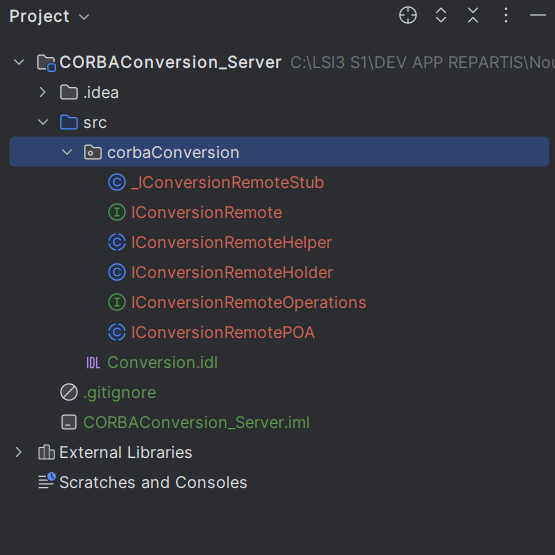 Project
CORBAConversion_Server C:\LSI3 S1\DEV APP REPARTIS\Nou
.idea
src
corbaConversion
_IConversionRemoteStub
IConversionRemote
IConversionRemoteHelper
IConversionRemoteHolder
IConversionRemoteOperations
IConversionRemotePOA
IDL Conversion.idl
.gitignore
CORBAConversion_Server.iml
External Libraries
Scratches and Consoles